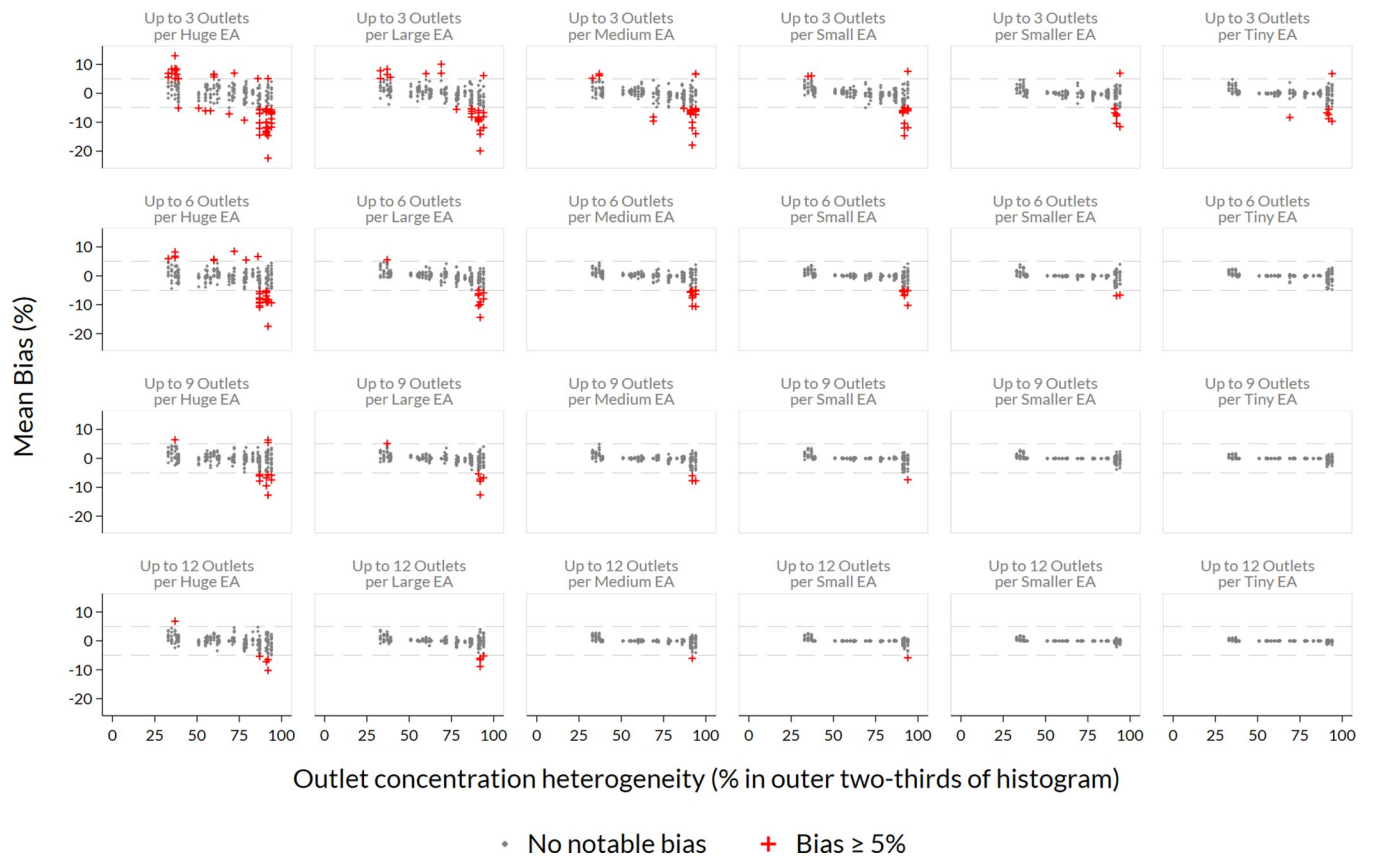 Up to 3 Outlets per Huge EA
Up to 3 Outlets per Large EA
Up to 3 Outlets per Medium EA
Up to 3 Outlets per Small EA
Up to 3 Outlets per Smaller EA
Up to 3 Outlets per Tiny EA
10
0
-10
-20
Up to 6 Outlets per Huge EA
Up to 6 Outlets per Large EA
Up to 6 Outlets per Medium EA
Up to 6 Outlets per Small EA
Up to 6 Outlets per Smaller EA
Up to 6 Outlets per Tiny EA
10
0
-10
-20
Up to 9 Outlets per Huge EA
Up to 9 Outlets per Large EA
Up to 9 Outlets per Medium EA
Up to 9 Outlets per Small EA
Up to 9 Outlets per Smaller EA
Up to 9 Outlets per Tiny EA
10
0
-10
-20
Up to 12 Outlets per Huge EA
Up to 12 Outlets per Large EA
Up to 12 Outlets per Medium EA
Up to 12 Outlets per Small EA
Up to 12 Outlets per Smaller EA
Up to 12 Outlets per Tiny EA
10
0
-10
-20
0 25 50 75 100 0 25 50 75 100 0 25 50 75 100 0 25 50 75 100 0 25 50 75 100 0 25 50 75 100
Mean Bias (%)
Outlet concentration heterogeneity (% in outer two-thirds of histogram)
No notable bias Bias ≥ 5%